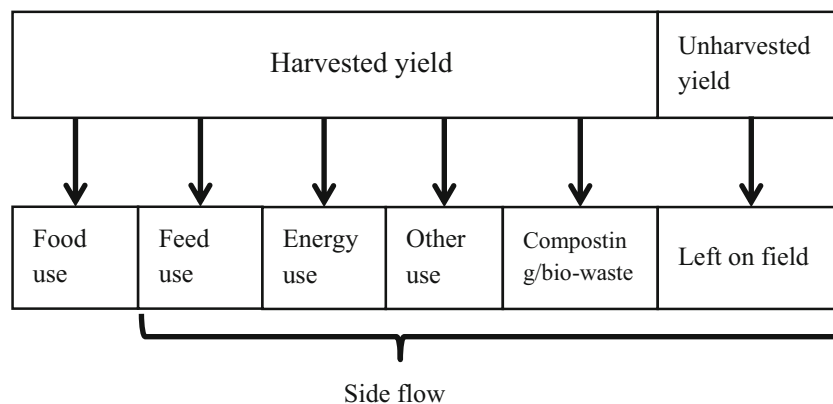 Harvested yield
Unharvested
yield
Food
use
Feed
use
Energy
use
Other
use
Compostin
g/bio-waste
Left on field
Side flow